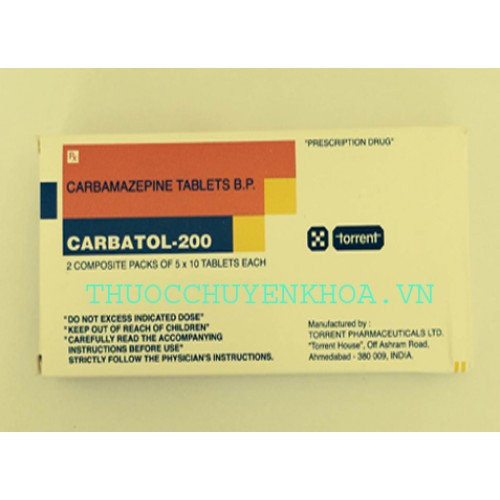 Rx
"PRESCRIPTION DRUG"
CARBAMAZEPINE TABLETS B.P.
CARBATOL-200
torrent
2 COMPOSITE PACKS OF 5 x 10 TABLETS EACH
THUOCCHUYENKHOA.VN
"DO NOT EXCEED INDICATED DOSE"
"KEEP OUT OF REACH OF CHILDREN"
"CAREFULLY READ THE ACCOMPANYING
INSTRUCTIONS BEFORE USE"
STRICTLY FOLLOW THE PHYSICIAN'S INSTRUCTIONS.
Manufactured by :
TORRENT PHARMACEUTICALS LTD.
"Torrent House", Off Ashram Road,
Ahmedabad - 380 009, INDIA.